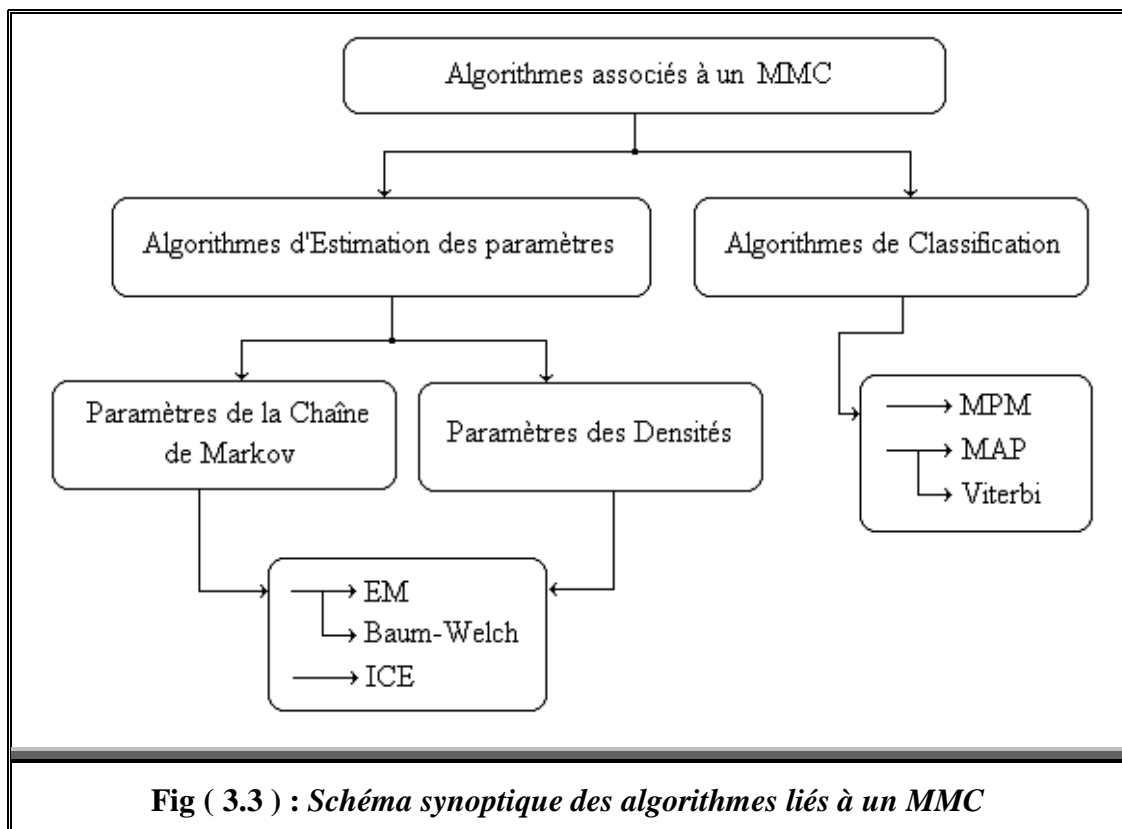 Algorithmes associés à un MMC
Algorithmes d'Estimation des paramètres
Algorithmes de Classification
Paramètres de la Chaîne
de Markov
Paramètres des Densités
MPM
MAP
Viterbi
EM
Baum-Welch
ICE
Fig ( 3.3 ) : Schéma synoptique des algorithmes liés à un MMC